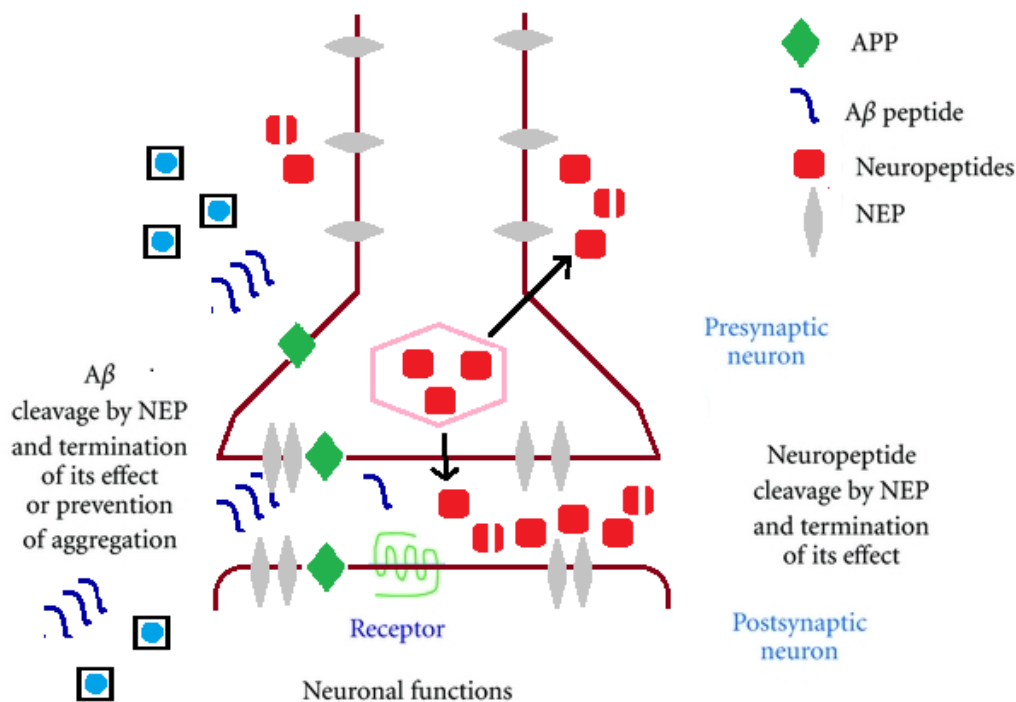 APP
Aβ peptide
Neuropeptides
NEP
Presynaptic
neuron
Aβ
cleavage by NEP
and termination
of its effect
or prevention
of aggregation
Neuropeptide
cleavage by NEP
and termination
of its effect
Receptor
Postsynaptic
neuron
Neuronal functions